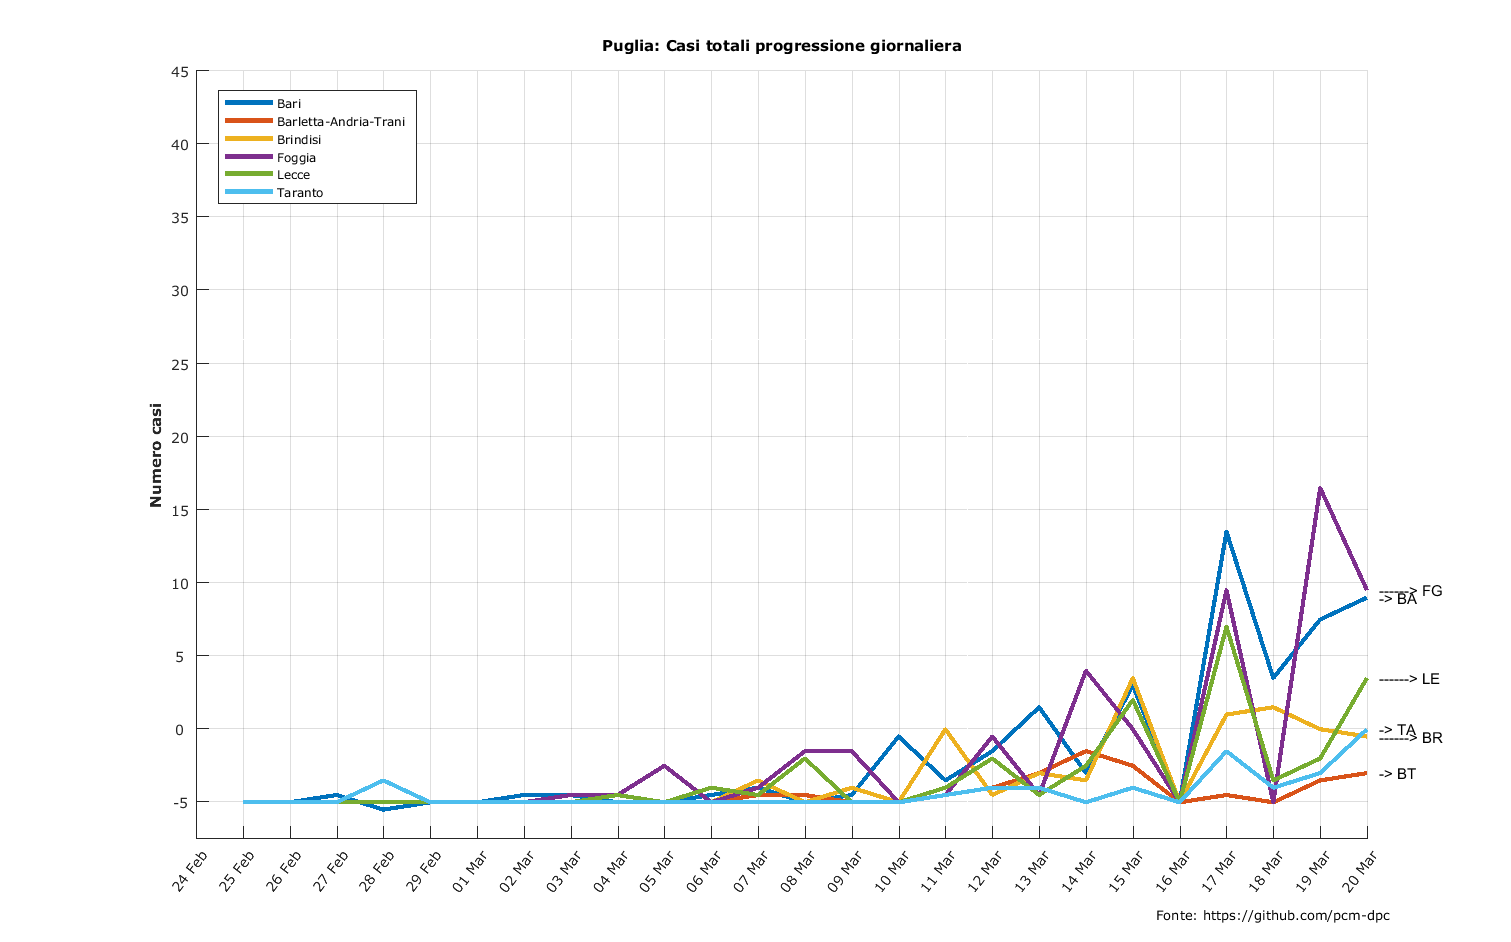 Puglia: Casi totali progressione giornaliera
45
40
35
30
25
20
15
10
5
0
-5
Numero casi
Bari
Barletta-Andria-Trani
Brindisi
Foggia
Lecce
Taranto
------> FG
-> BA
------> LE
-> TA
------> BR
-> BT
24 Feb
25 Feb
26 Feb
27 Feb
28 Feb
29 Feb
01 Mar
02 Mar
03 Mar
04 Mar
05 Mar
06 Mar
07 Mar
08 Mar
09 Mar
10 Mar
11 Mar
12 Mar
13 Mar
14 Mar
15 Mar
16 Mar
17 Mar
18 Mar
19 Mar
20 Mar
Fonte: https://github.com/pcm-dpc